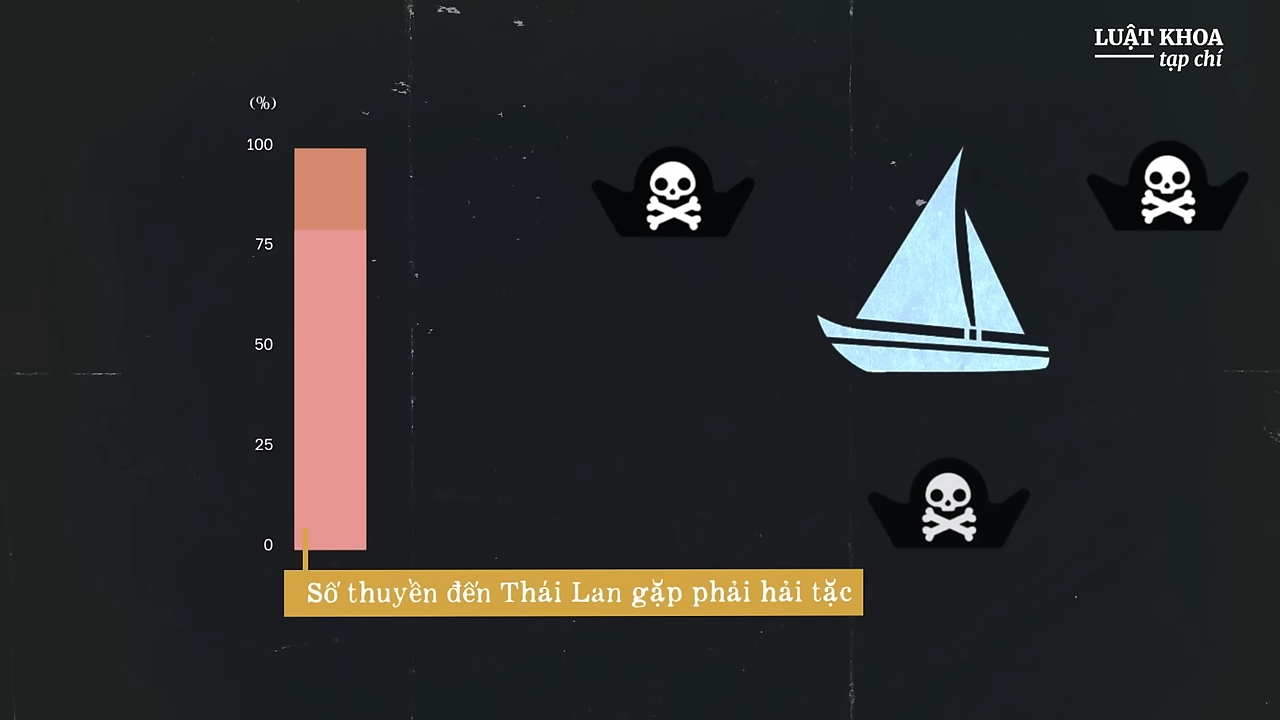 LUẬT KHOA
tạp chí
(%)
100
75
50
25
0
Số thuyền đến Thái Lan gặp phải hải tặc